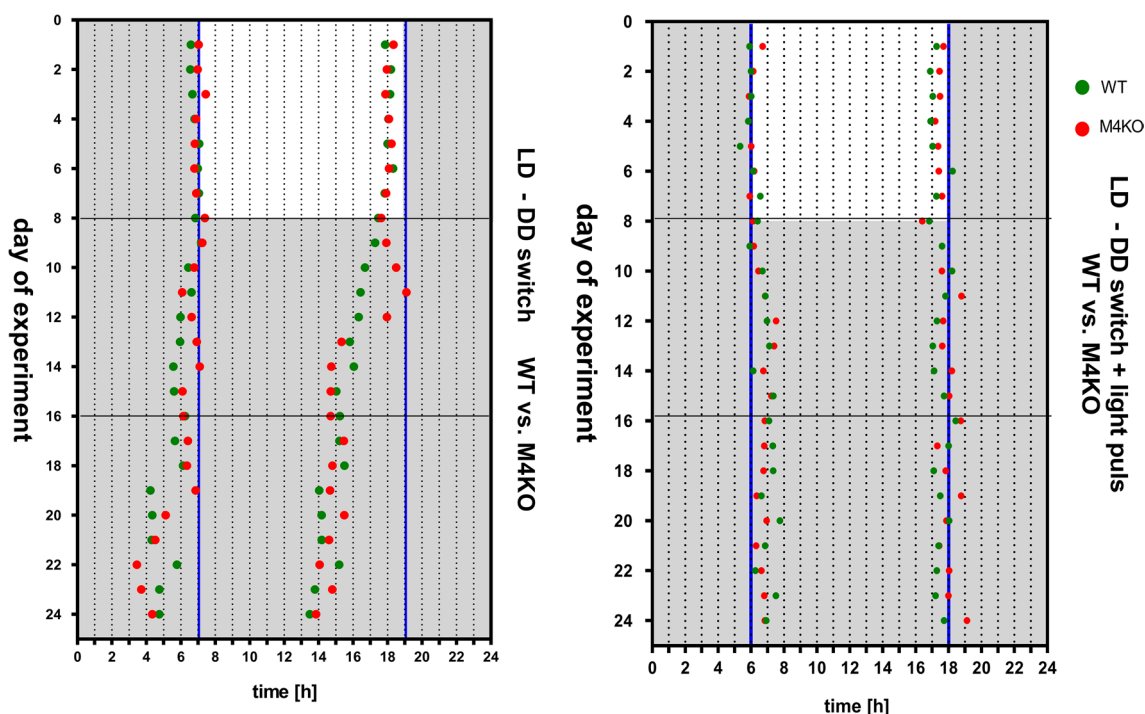 0
2
4
6
8
10
12
14
16
18
20
22
24
0 2 4 6 8 10 12 14 16 18 20 22 24
time [h]
day of experiment
LD - DD switch WT vs. M4KO
0
2
4
6
8
10
12
14
16
18
20
22
24
0 2 4 6 8 10 12 14 16 18 20 22 24
time [h]
day of experiment
WT
M4KO
LD - DD switch + light puls
WT vs. M4KO